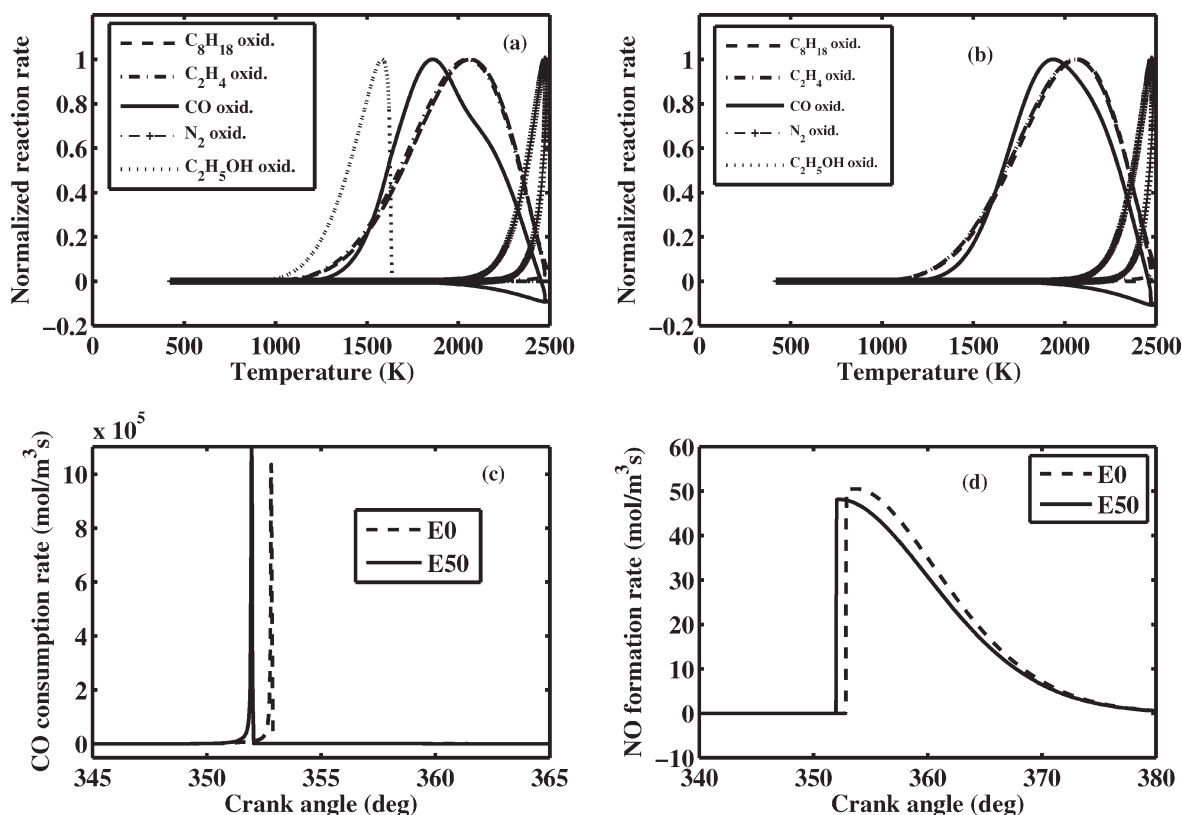 Normalized reaction rate
1
0.8
0.6
0.4
0.2
0
−0.2
C8H18 oxid.
C2H4 oxid.
CO oxid.
N2 oxid.
C2H5OH oxid.
(a)
0 500 1000 1500 2000 2500
Temperature (K)
Normalized reaction rate
1
0.8
0.6
0.4
0.2
0
−0.2
C8H18 oxid.
C2H4 oxid.
CO oxid.
N2 oxid.
C2H5OH oxid.
(b)
0 500 1000 1500 2000 2500
Temperature (K)
CO consumption rate (mol/m³s)
x 10⁵
10
8
6
4
2
0
(c)
E0
E50
345 350 355 360 365
Crank angle (deg)
NO formation rate (mol/m³s)
60
50
40
30
20
10
0
−10
(d)
E0
E50
340 350 360 370 380
Crank angle (deg)